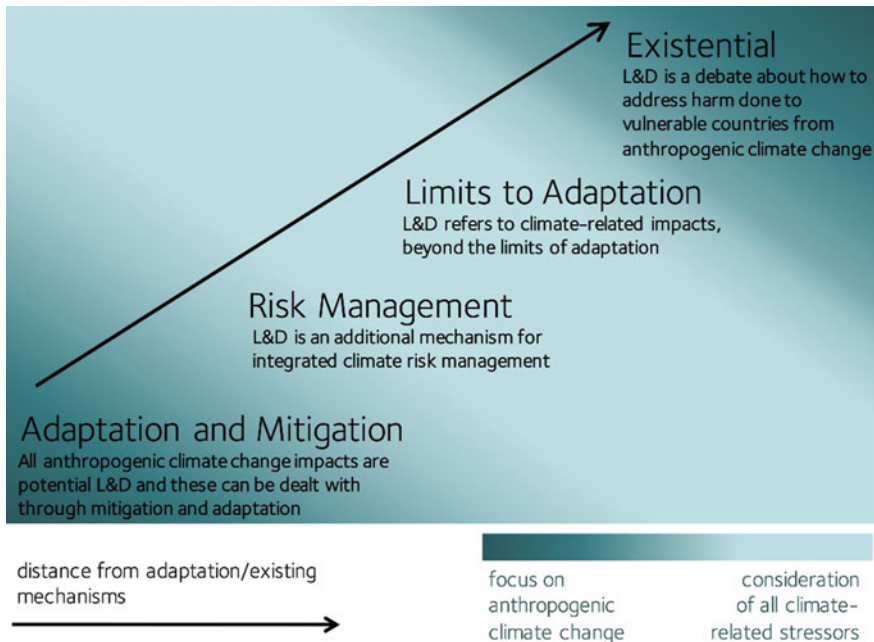 Existential
L&D is a debate about how to
address harm done to
vulnerable countries from
anthropogenic climate change
Limits to Adaptation
L&D refers to climate-related impacts,
beyond the limits of adaptation
Risk Management
L&D is an additional mechanism for
integrated climate risk management
Adaptation and Mitigation
All anthropogenic climate change impacts are
potential L&D and these can be dealt with
through mitigation and adaptation
distance from adaptation/existing
mechanisms
focus on
anthropogenic
climate change
consideration
of all climate-
related stressors